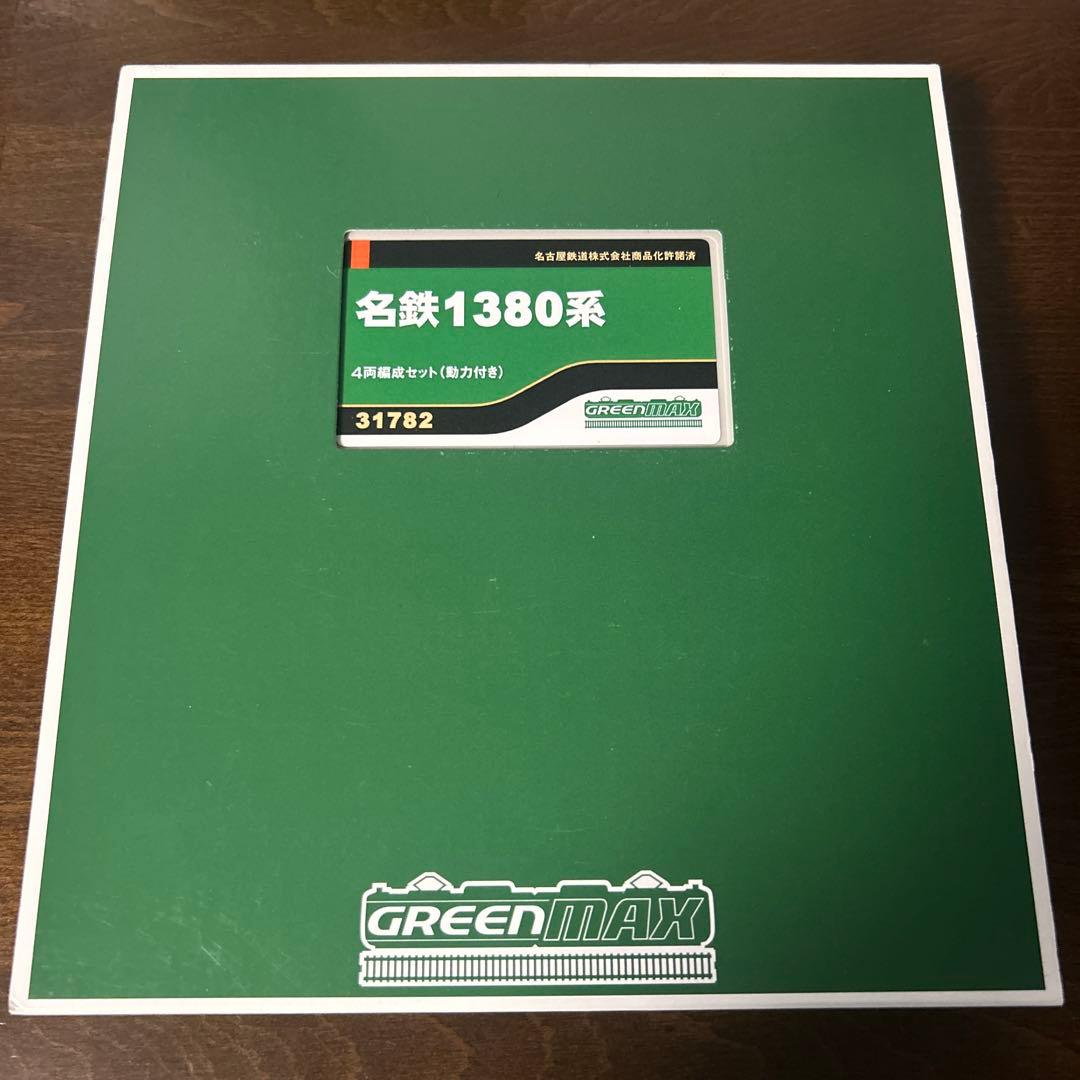 名古屋鉄道株式会社商品化許諾済
名鉄1380系
4両編成セット(動力付き)
31782
GREENMAX
GREENMAX